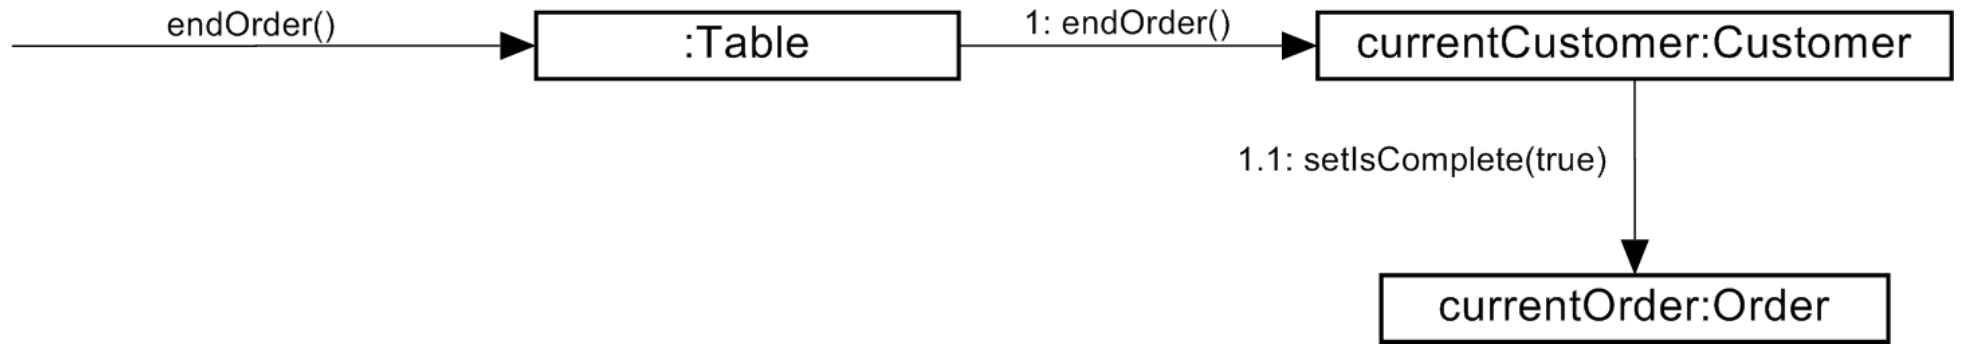 endOrder()
:Table
1: endOrder()
currentCustomer:Customer
1.1: setIsComplete(true)
currentOrder:Order